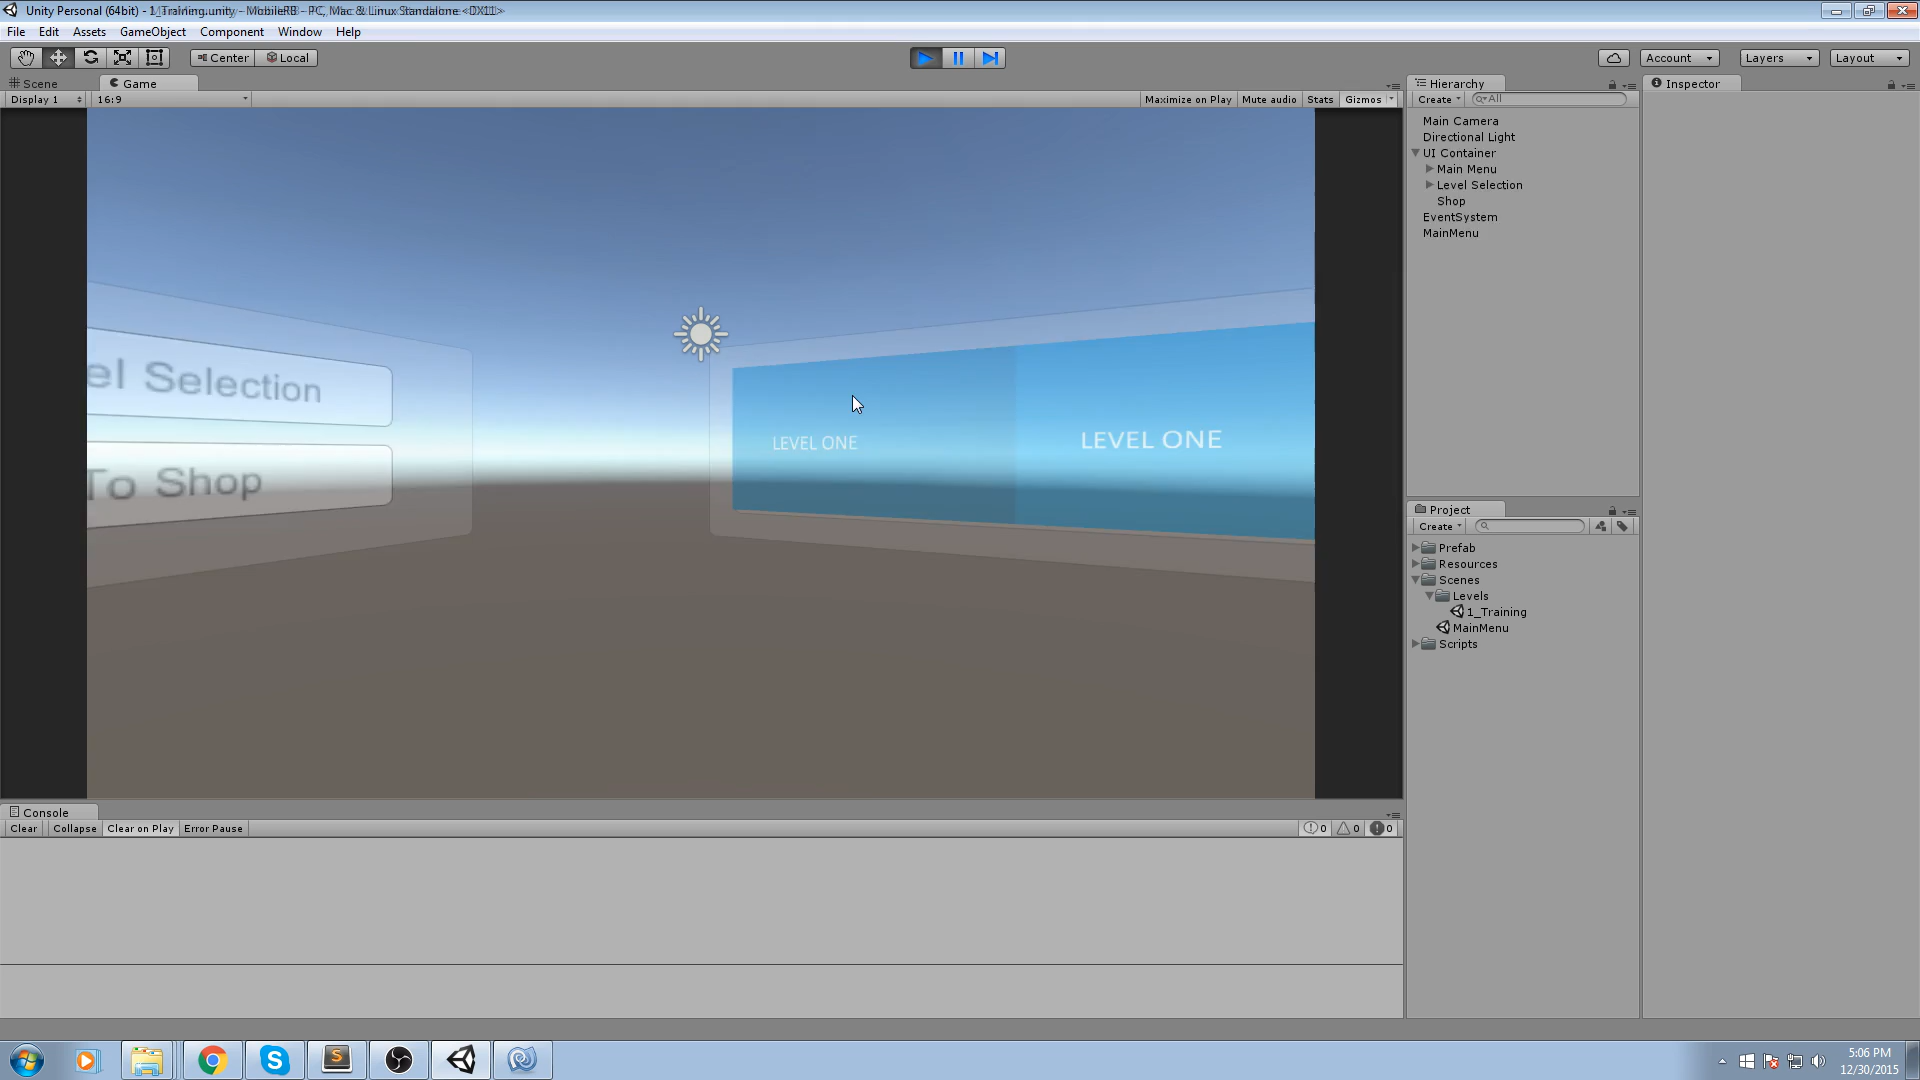 Unity Personal (64bit) - 1_Training.unity - MobileRB - PC, Mac & Linux Standalone <DX11>
File Edit Assets GameObject Component Window Help
Center Local
Account Layers Layout
Scene Game
Display 1 16:9
Maximize on Play Mute audio Stats Gizmos
el Selection
To Shop
LEVEL ONE
LEVEL ONE
Hierarchy
Create All
Main Camera
Directional Light
UI Container
Main Menu
Level Selection
Shop
EventSystem
MainMenu
Inspector
Project
Create
Prefab
Resources
Scenes
Levels
1_Training
MainMenu
Scripts
Console
Clear Collapse Clear on Play Error Pause
0 0 0
5:06 PM
12/30/2015